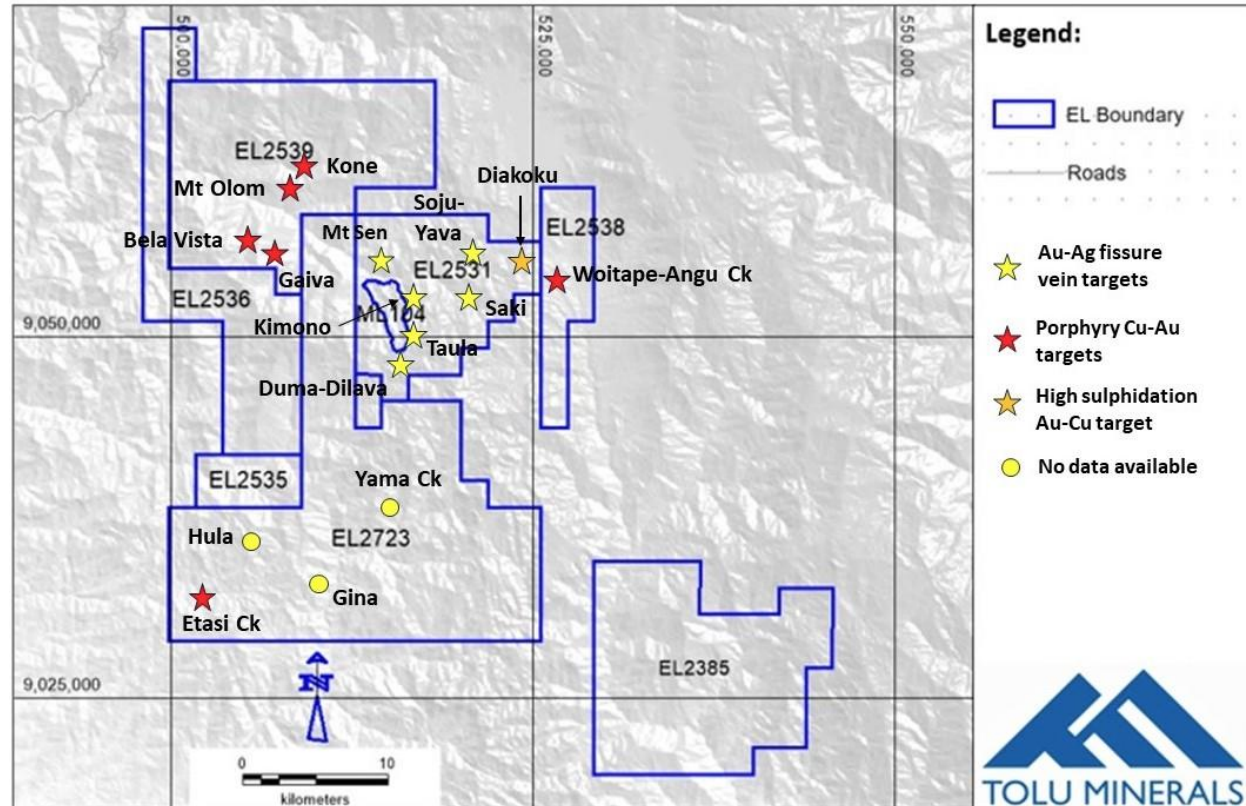 500,000
525,000
550,000
EL2539
Kone
Mt Olom
Diakoku
Soju-
Yava
Bela Vista
Mt Sen
EL2538
Gaiva
EL2531
Woitape-Angu Ck
EL2536
Saki
Kimono
ML104
9,050,000
Taula
Duma-Dilava
EL2535
Yama Ck
Hula
EL2723
Gina
Etasi Ck
EL2385
9,025,000
N
0 10
kilometers
Legend:
EL Boundary
Roads
Au-Ag fissure
vein targets
Porphyry Cu-Au
targets
High sulphidation
Au-Cu target
No data available
TOLU MINERALS